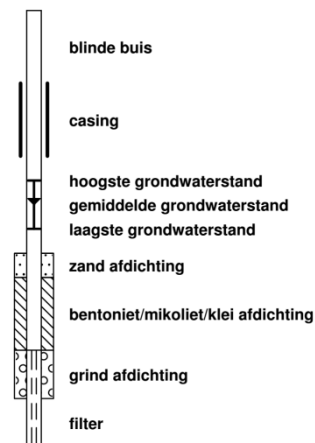 blinde buis
casing
hoogste grondwaterstand
gemiddelde grondwaterstand
laagste grondwaterstand
zand afdichting
bentoniet/mikoliet/klei afdichting
grind afdichting
filter